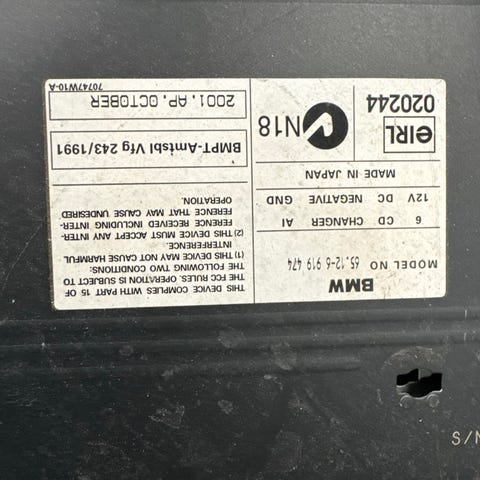 S/N
BMW
MODEL NO 65.12-6 919 474
6 CD CHANGER AI
12V DC NEGATIVE GND
MADE IN JAPAN
eIRL
020244
N18
THIS DEVICE COMPLIES WITH PART 15 OF
THE FCC RULES. OPERATION IS SUBJECT TO
THE FOLLOWING TWO CONDITIONS:
(1) THIS DEVICE MAY NOT CAUSE HARMFUL
INTERFERENCE.
(2) THIS DEVICE MUST ACCEPT ANY INTER-
FERENCE RECEIVED INCLUDING INTER-
FERENCE THAT MAY CAUSE UNDESIRED
OPERATION.
BMPT-Amtsbl Vfg 243/1991
2001.AP.OCTOBER
70747W10-A